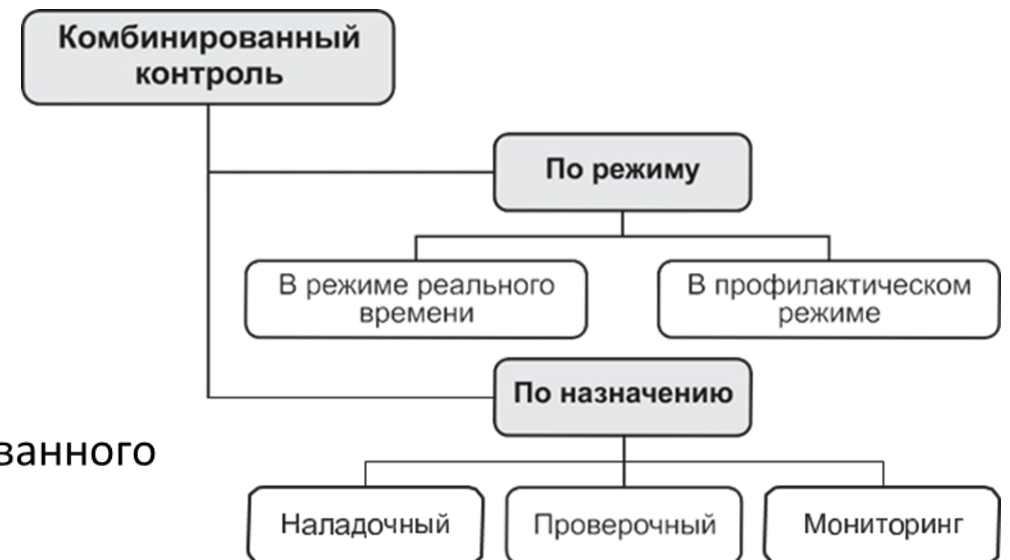 Комбинированный
контроль
По режиму
В режиме реального
времени
В профилактическом
режиме
По назначению
ванного
Наладочный
Проверочный
Мониторинг